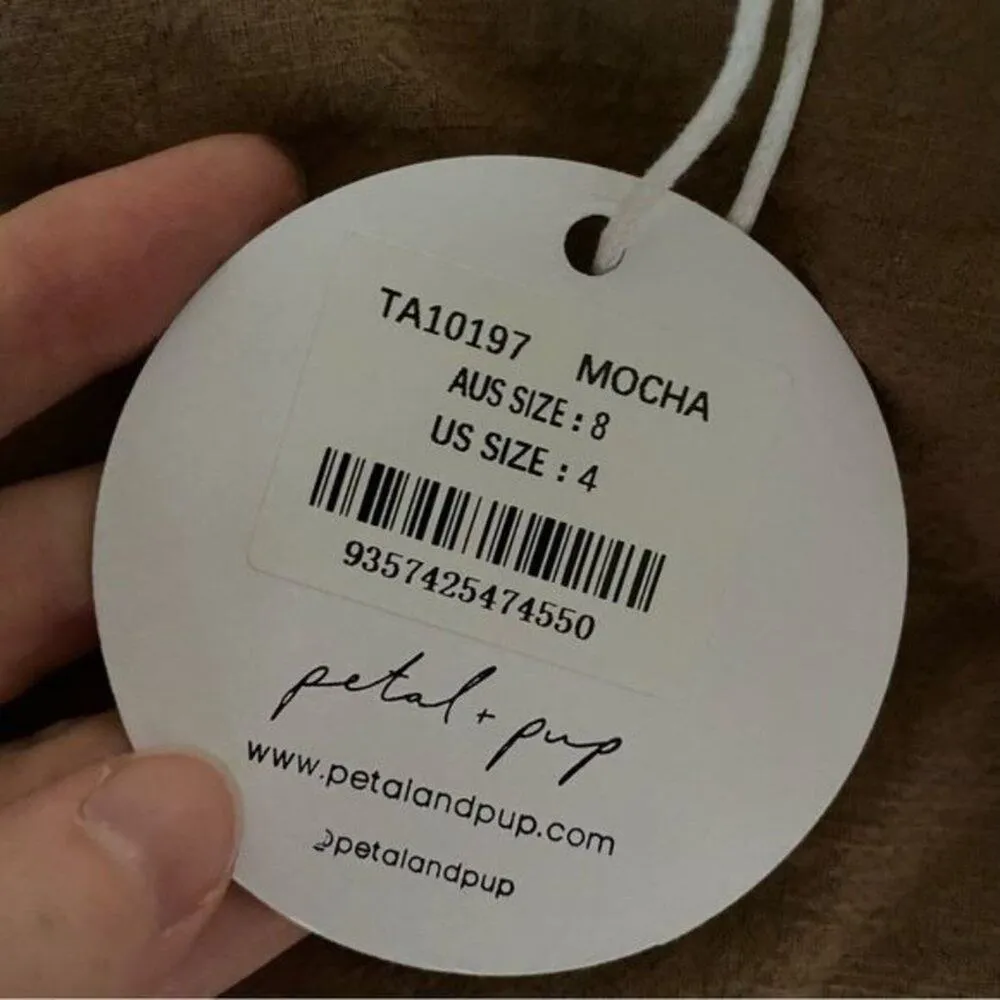 TA10197 MOCHA
AUS SIZE : 8
US SIZE : 4
9357425474550
petal + pup
www.petalandpup.com
@petalandpup